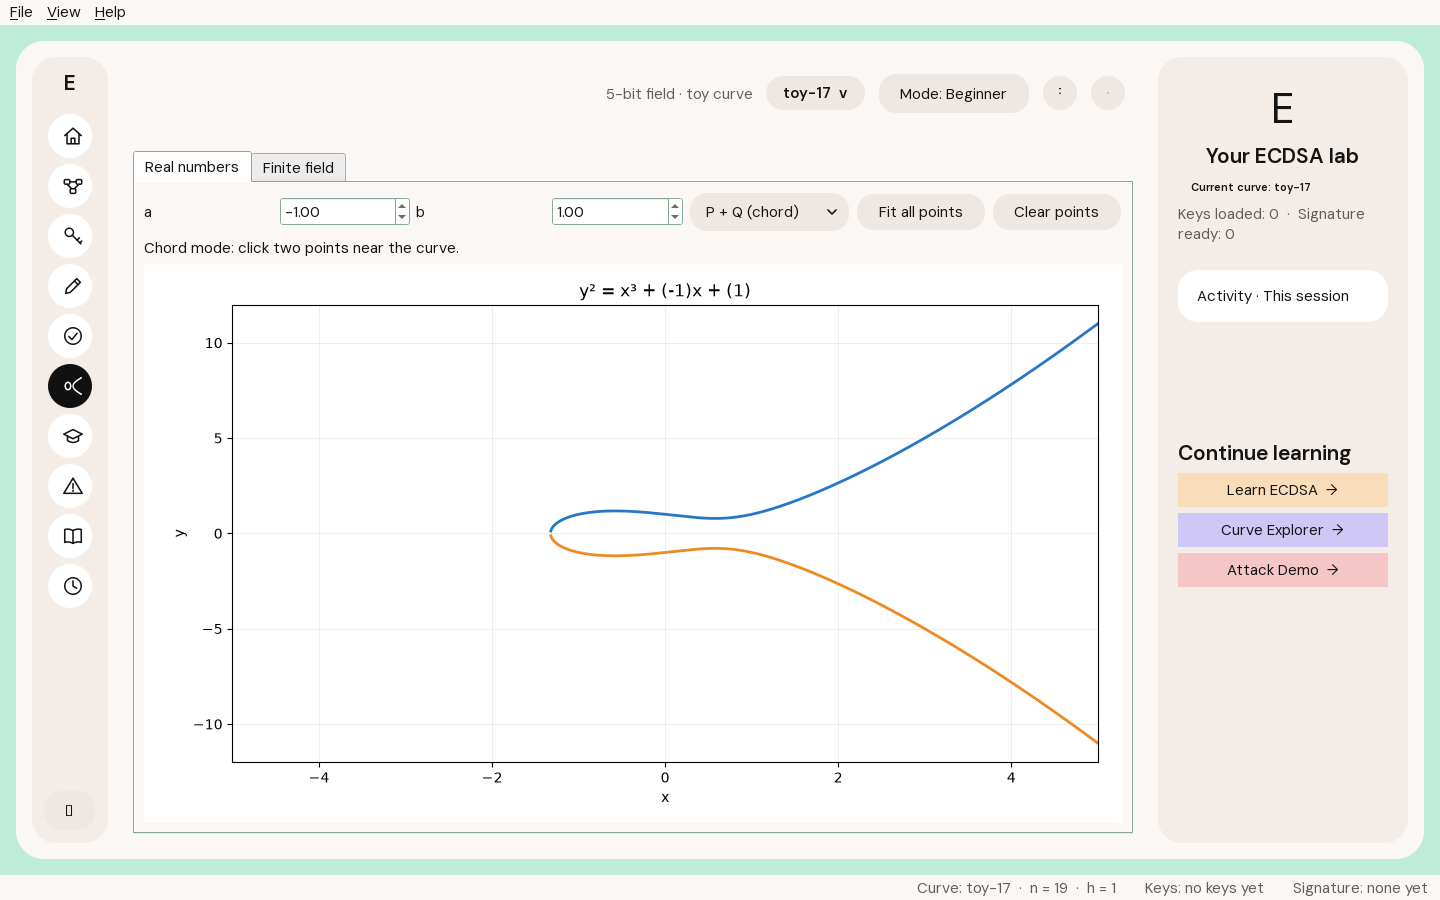 File View Help
E
5-bit field · toy curve toy-17 v Mode: Beginner :
Real numbers Finite field
a -1.00 b 1.00 P + Q (chord) Fit all points Clear points
Chord mode: click two points near the curve.
y² = x³ + (-1)x + (1)
10
5
0
−5
−10
y
−4 −2 0 2 4
x
E
Your ECDSA lab
Current curve: toy-17
Keys loaded: 0 · Signature
ready: 0
Activity · This session
Continue learning
Learn ECDSA →
Curve Explorer →
Attack Demo →
Curve: toy-17 · n = 19 · h = 1 Keys: no keys yet Signature: none yet